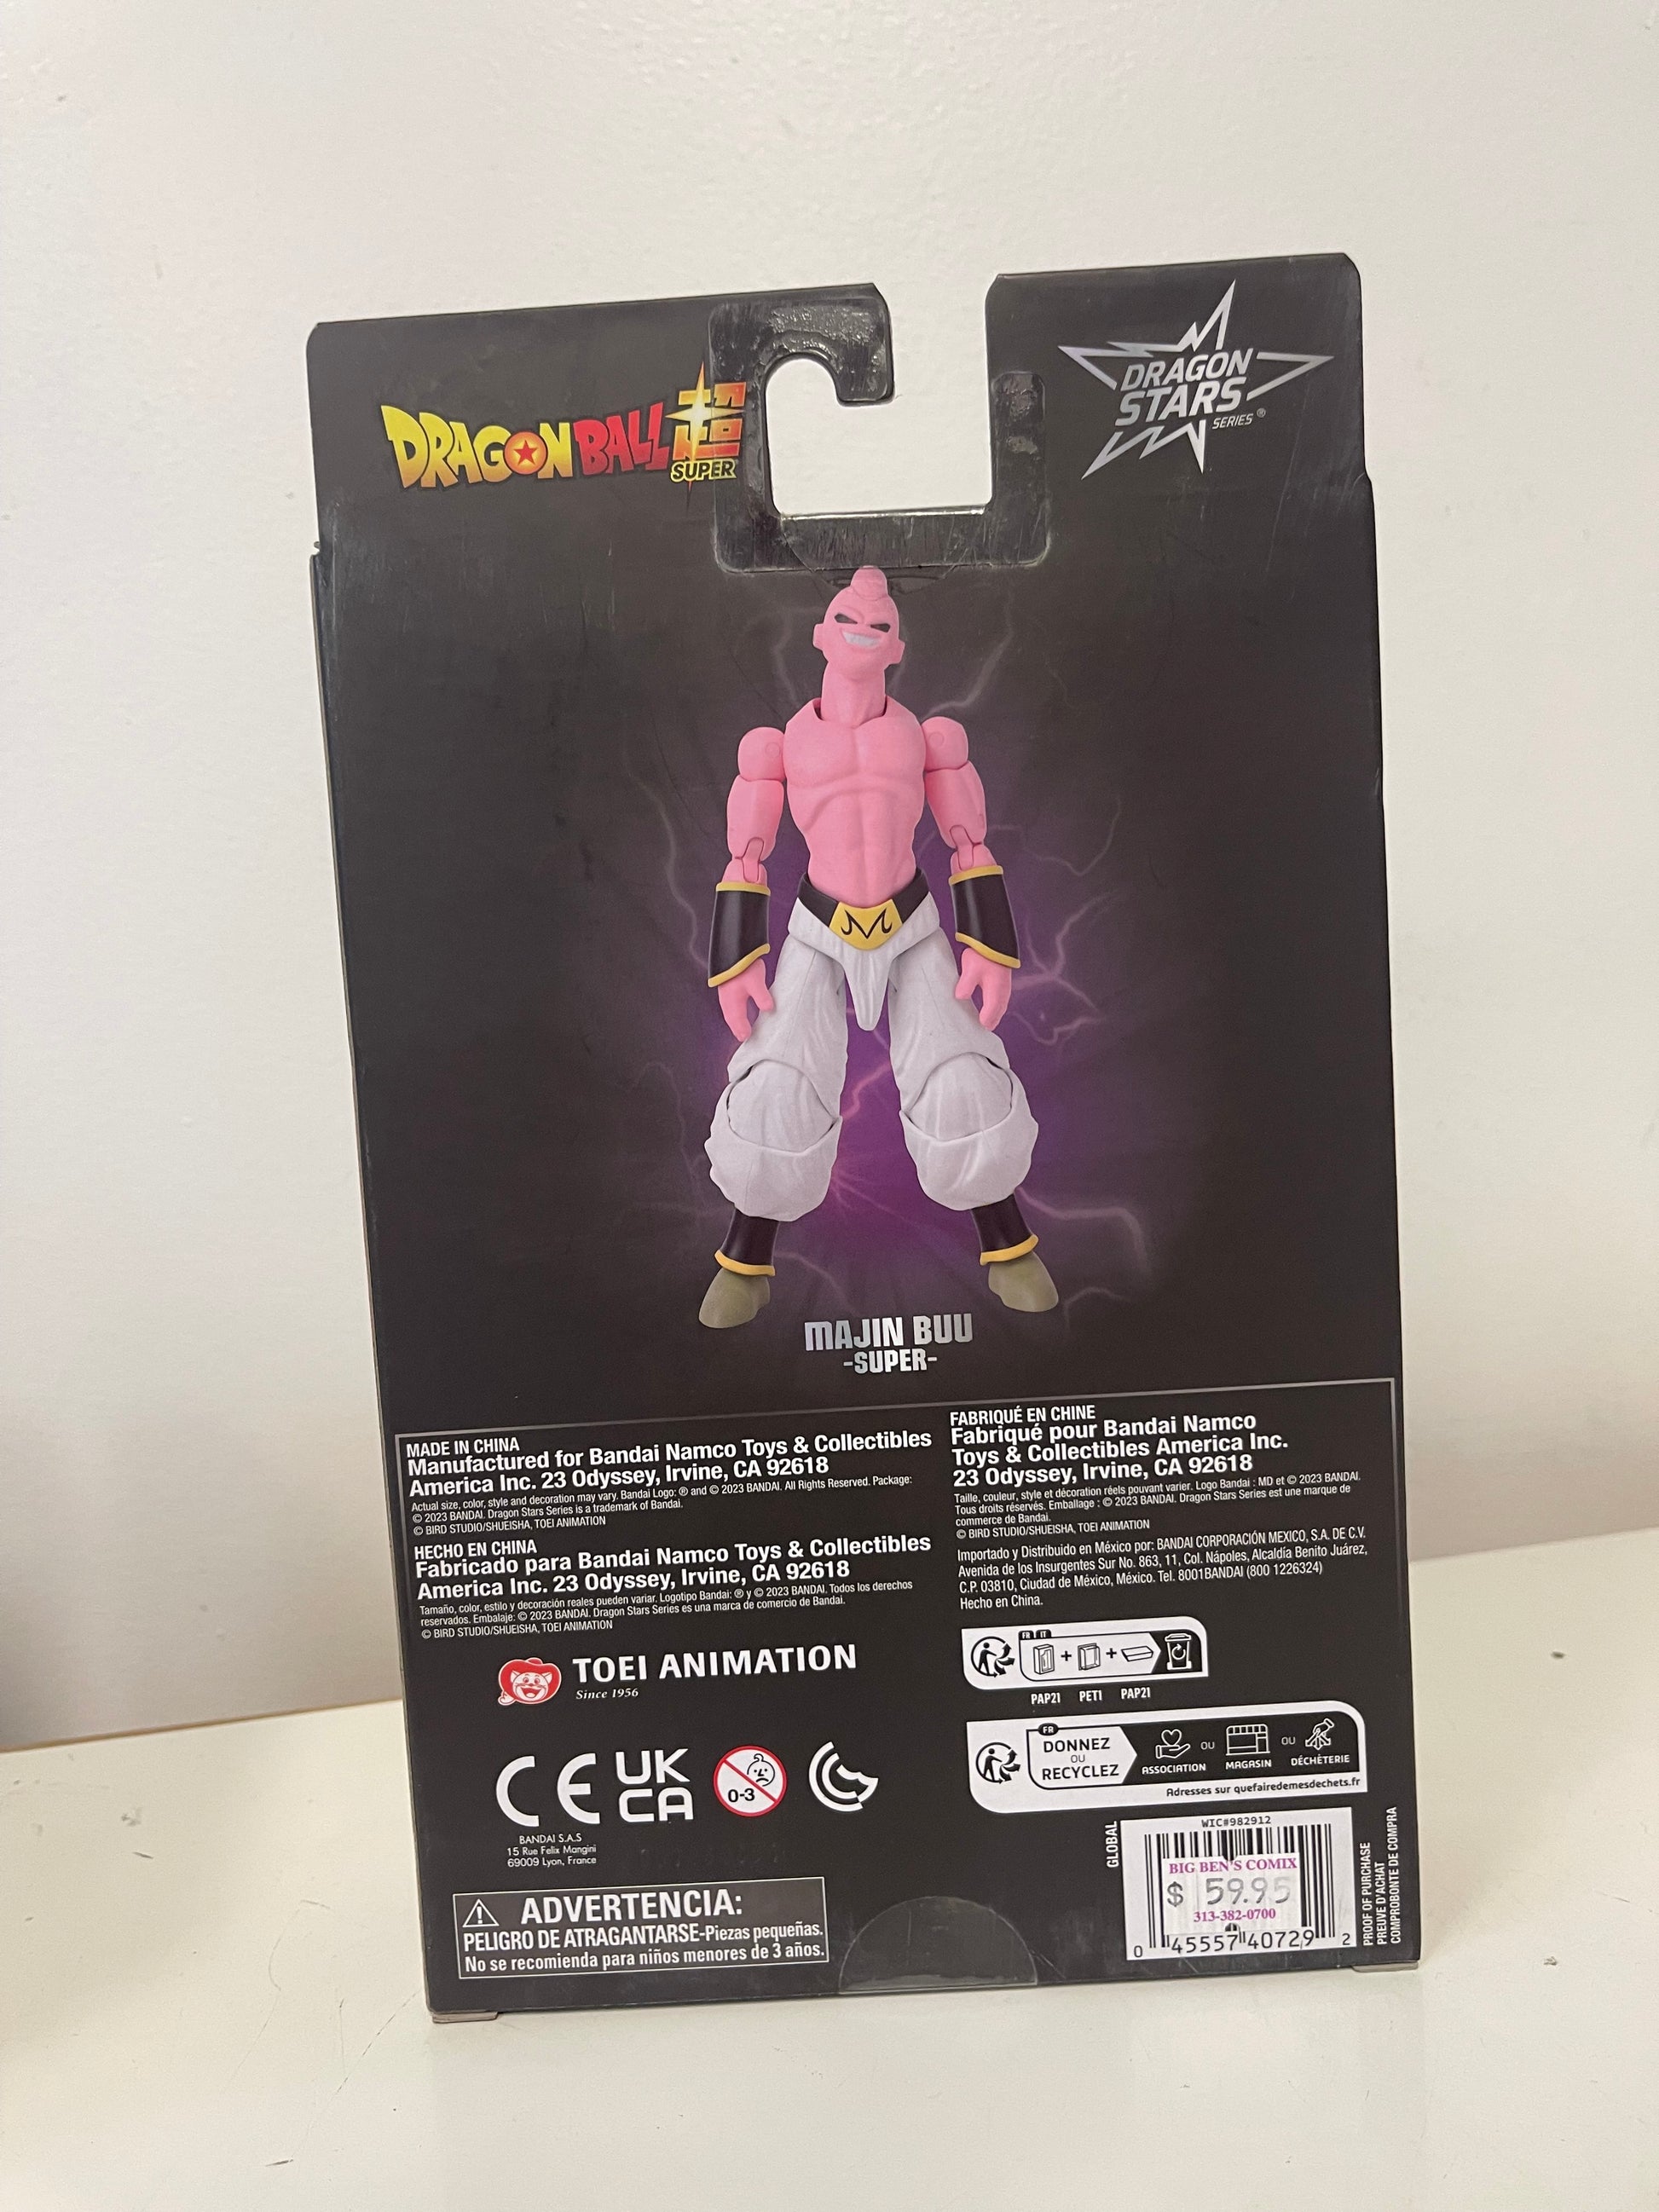 DRAGON BALL 超 SUPER
DRAGON
STARS
SERIES ®
M
MAJIN BUU
-SUPER-
MADE IN CHINA
Manufactured for Bandai Namco Toys & Collectibles
America Inc. 23 Odyssey, Irvine, CA 92618
Actual size, color, style and decoration may vary. Bandai Logo: ® and © 2023 BANDAI. All Rights Reserved. Package:
© 2023 BANDAI. Dragon Stars Series is a trademark of Bandai.
© BIRD STUDIO/SHUEISHA, TOEI ANIMATION
HECHO EN CHINA
Fabricado para Bandai Namco Toys & Collectibles
America Inc. 23 Odyssey, Irvine, CA 92618
Tamaño, color, estilo y decoración reales pueden variar. Logotipo Bandai: ® y © 2023 BANDAI. Todos los derechos
reservados. Embalaje: © 2023 BANDAI. Dragon Stars Series es una marca de comercio de Bandai.
© BIRD STUDIO/SHUEISHA, TOEI ANIMATION
FABRIQUÉ EN CHINE
Fabriqué pour Bandai Namco
Toys & Collectibles America Inc.
23 Odyssey, Irvine, CA 92618
Taille, couleur, style et décoration réels pouvant varier. Logo Bandai : MD et © 2023 BANDAI.
Tous droits réservés. Emballage : © 2023 BANDAI. Dragon Stars Series est une marque de
commerce de Bandai.
© BIRD STUDIO/SHUEISHA, TOEI ANIMATION
Importado y Distribuido en México por: BANDAI CORPORACIÓN MEXICO, S.A. DE C.V.
Avenida de los Insurgentes Sur No. 863, 11, Col. Nápoles, Alcaldía Benito Juárez,
C.P. 03810, Ciudad de México, México. Tel. 8001BANDAI (800 1226324)
Hecho en China.
TOEI ANIMATION
Since 1956
FR IT
+ +
PAP21 PET1 PAP21
FR
DONNEZ
OU
RECYCLEZ
ASSOCIATION OU MAGASIN OU DÉCHÈTERIE
Adresses sur quefairedemesdechets.fr
CE
UK
CA
0-3
BANDAI S.A.S
15 Rue Felix Mangini
69009 Lyon, France
ADVERTENCIA:
PELIGRO DE ATRAGANTARSE-Piezas pequeñas.
No se recomienda para niños menores de 3 años.
GLOBAL
WIC#982912
BIG BEN'S COMIX
$ 59.95
313-382-0700
0 45557 40729 2
PROOF OF PURCHASE
PREUVE D'ACHAT
COMPROBONTE DE COMPRA